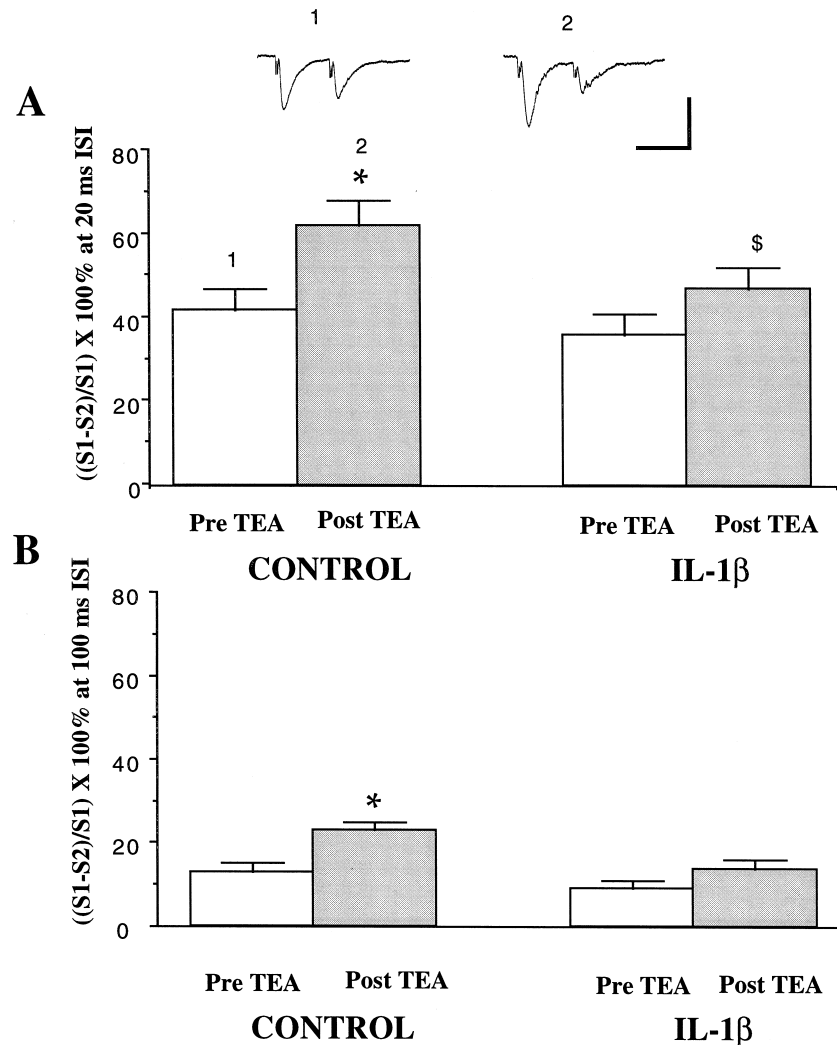 1 2
A
((S1-S2)/S1) X 100% at 20 ms ISI
80
60
40
20
0
1
2
*
$
Pre TEA Post TEA Pre TEA Post TEA
CONTROL IL-1β
B
((S1-S2)/S1) X 100% at 100 ms ISI
80
60
40
20
0
*
Pre TEA Post TEA Pre TEA Post TEA
CONTROL IL-1β